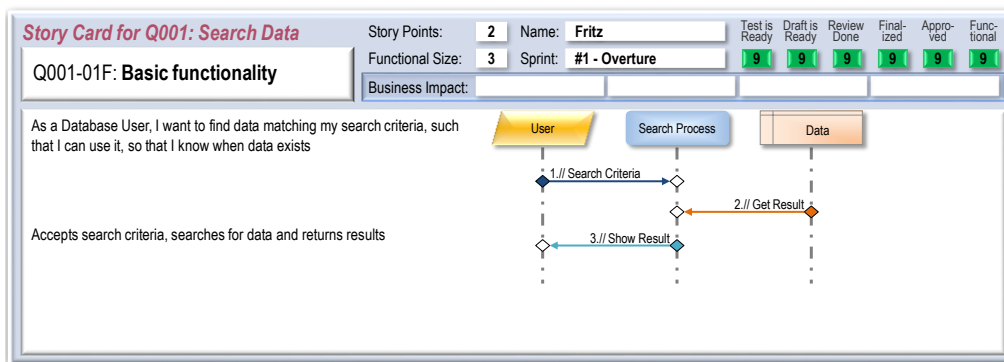 Story Card for Q001: Search Data
Q001-01F: Basic functionality
Story Points: 2 Name: Fritz
Functional Size: 3 Sprint: #1 - Overture
Business Impact:
Test is Ready
Draft is Ready
Review Done
Final-ized
Appro-ved
Func-tional
9 9 9 9 9 9
As a Database User, I want to find data matching my search criteria, such
that I can use it, so that I know when data exists
Accepts search criteria, searches for data and returns results
User Search Process Data
1.// Search Criteria
2.// Get Result
3.// Show Result